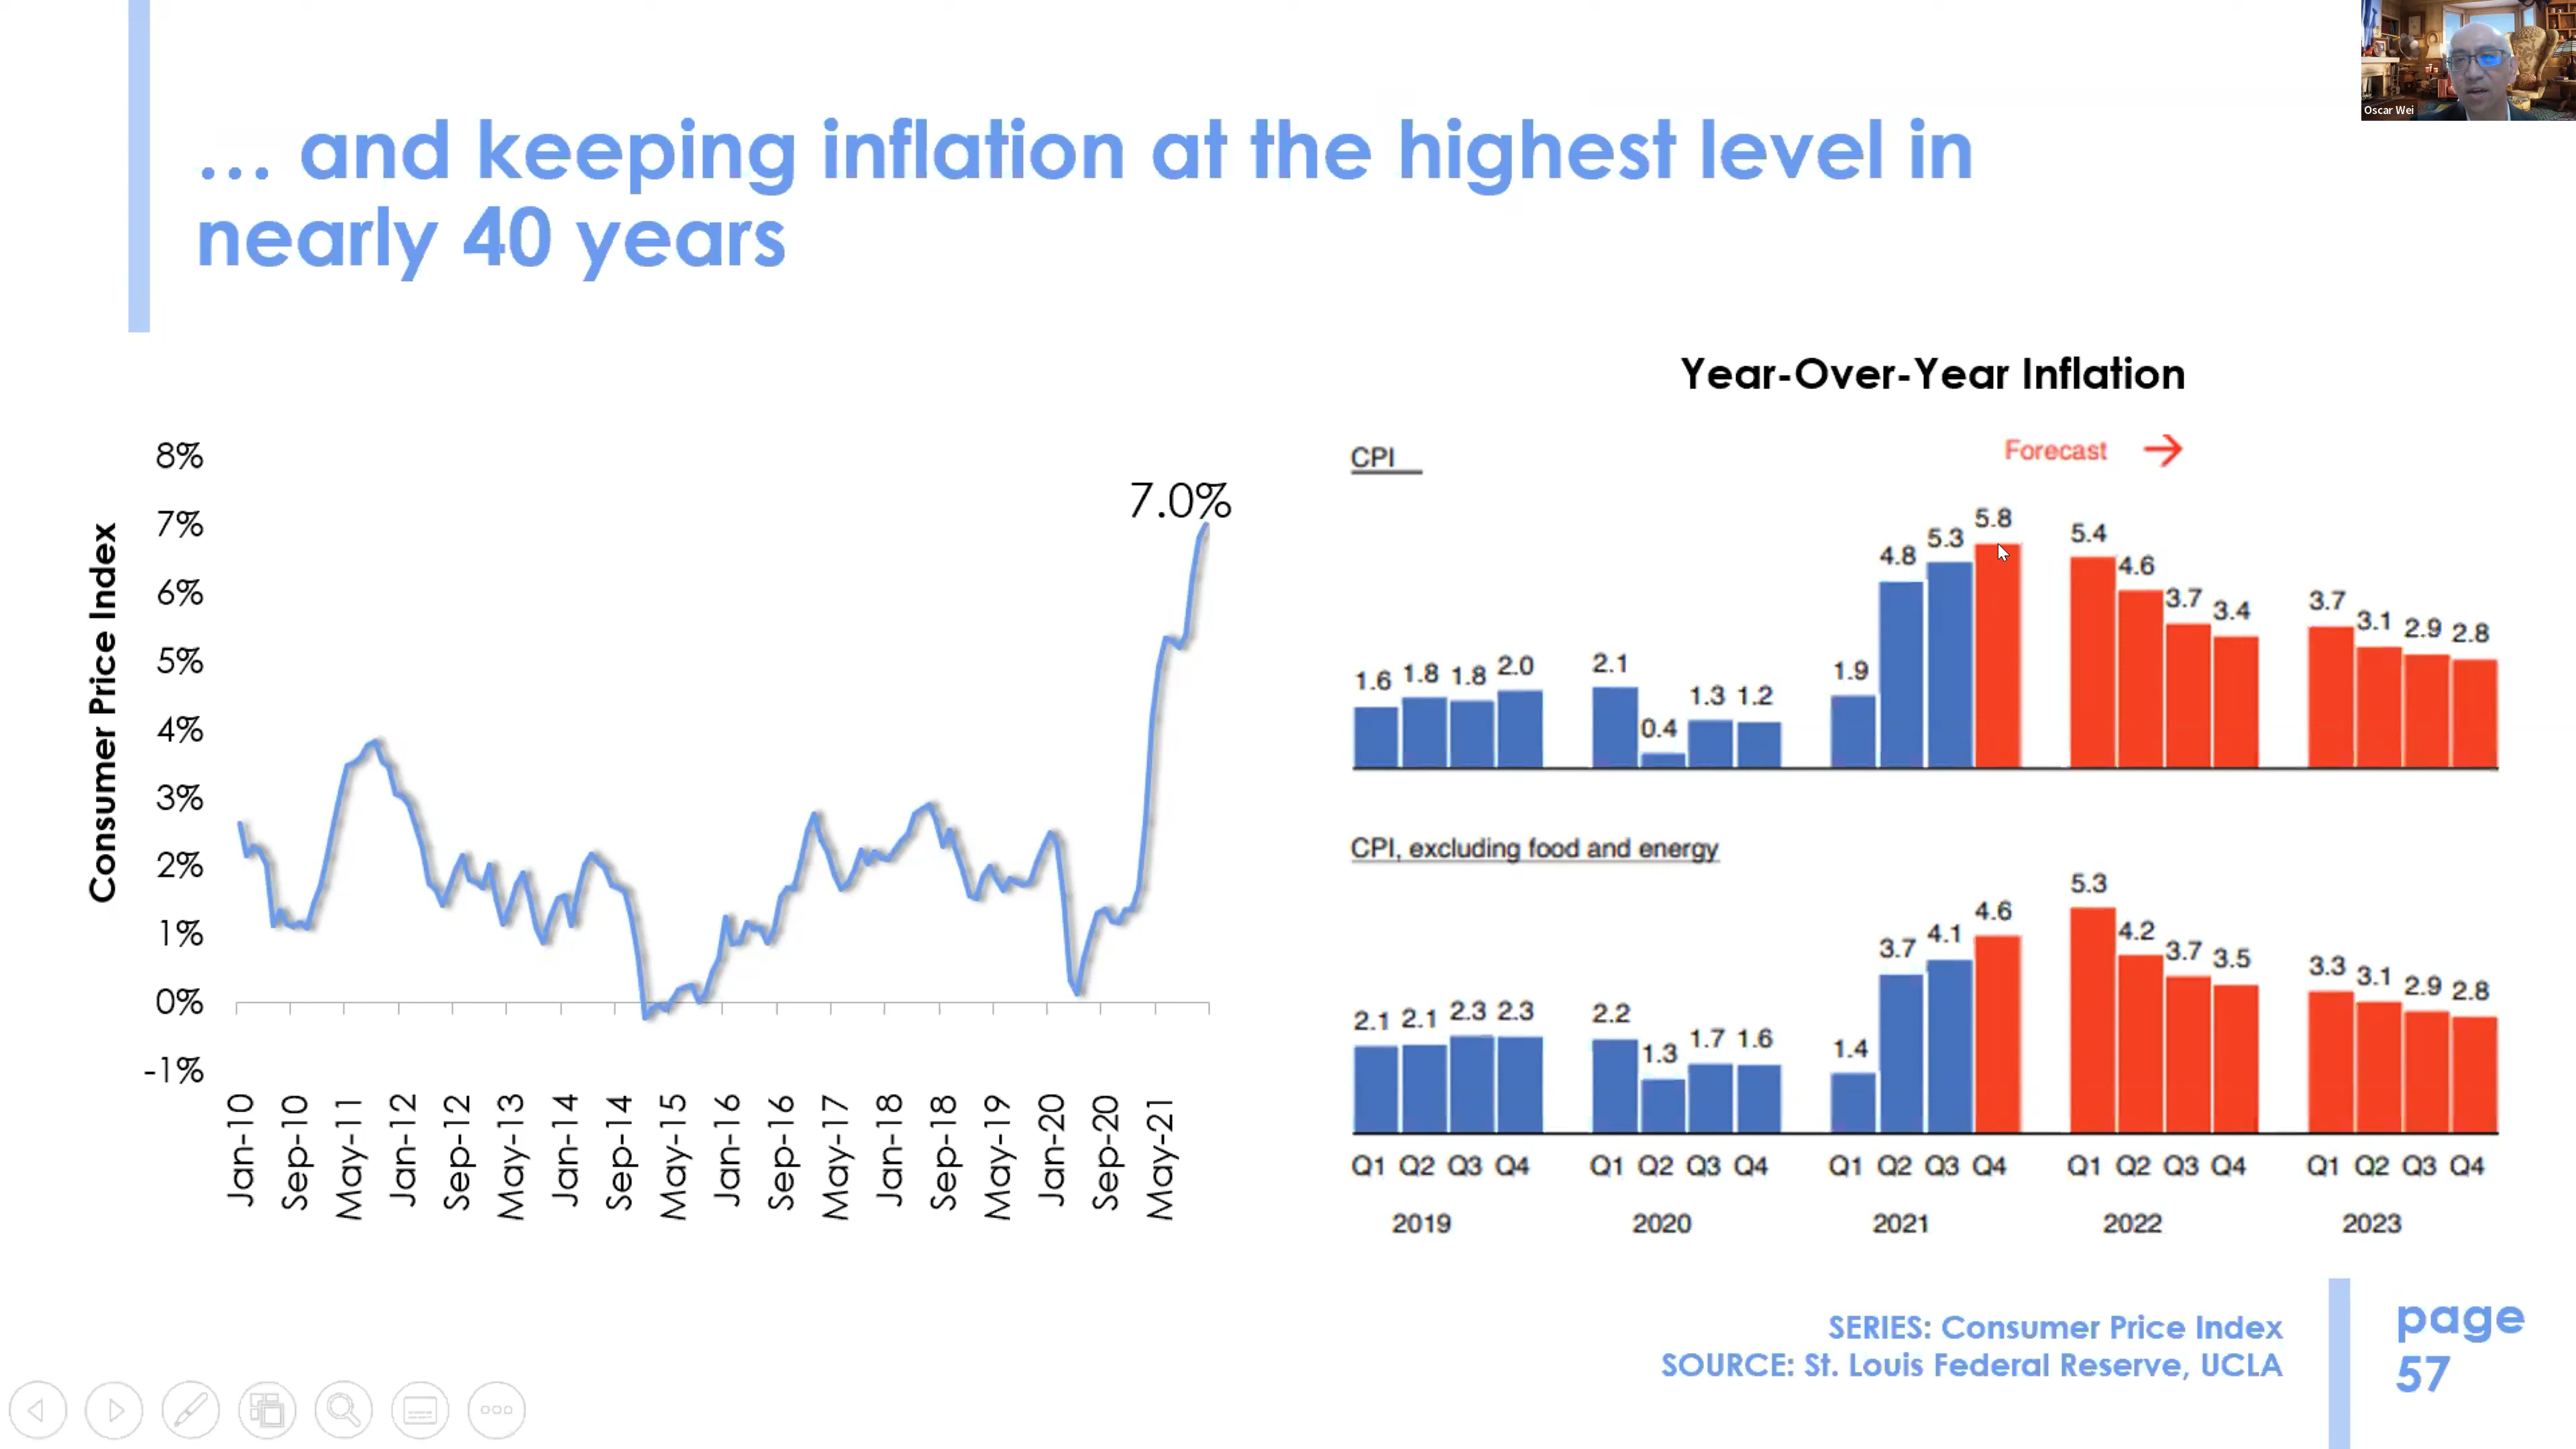 Oscar Wei
... and keeping inflation at the highest level in
nearly 40 years
Consumer Price Index
8%
7%
6%
5%
4%
3%
2%
1%
0%
-1%
7.0%
Jan-10 Sep-10 May-11 Jan-12 Sep-12 May-13 Jan-14 Sep-14 May-15 Jan-16 Sep-16 May-17 Jan-18 Sep-18 May-19 Jan-20 Sep-20 May-21
Year-Over-Year Inflation
Forecast
CPI
1.6 1.8 1.8 2.0 2.1 0.4 1.3 1.2 1.9 4.8 5.3 5.8 5.4 4.6 3.7 3.4 3.7 3.1 2.9 2.8
CPI, excluding food and energy
2.1 2.1 2.3 2.3 2.2 1.3 1.7 1.6 1.4 3.7 4.1 4.6 5.3 4.2 3.7 3.5 3.3 3.1 2.9 2.8
Q1 Q2 Q3 Q4 Q1 Q2 Q3 Q4 Q1 Q2 Q3 Q4 Q1 Q2 Q3 Q4 Q1 Q2 Q3 Q4
2019 2020 2021 2022 2023
SERIES: Consumer Price Index
SOURCE: St. Louis Federal Reserve, UCLA
page
57